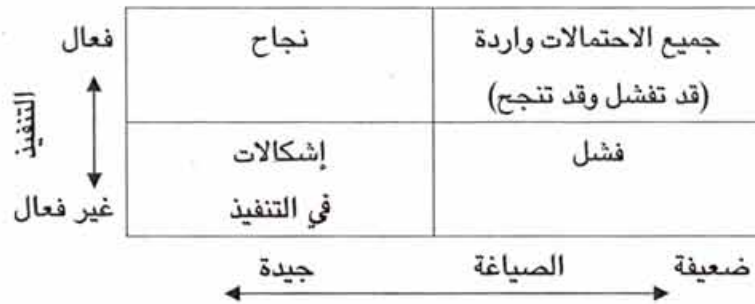 جميع الاحتمالات واردة
(قد تفشل وقد تنجح)
نجاح
فعال
التنفيذ
فشل
إشكالات
في التنفيذ
غير فعال
ضعيفة
الصياغة
جيدة